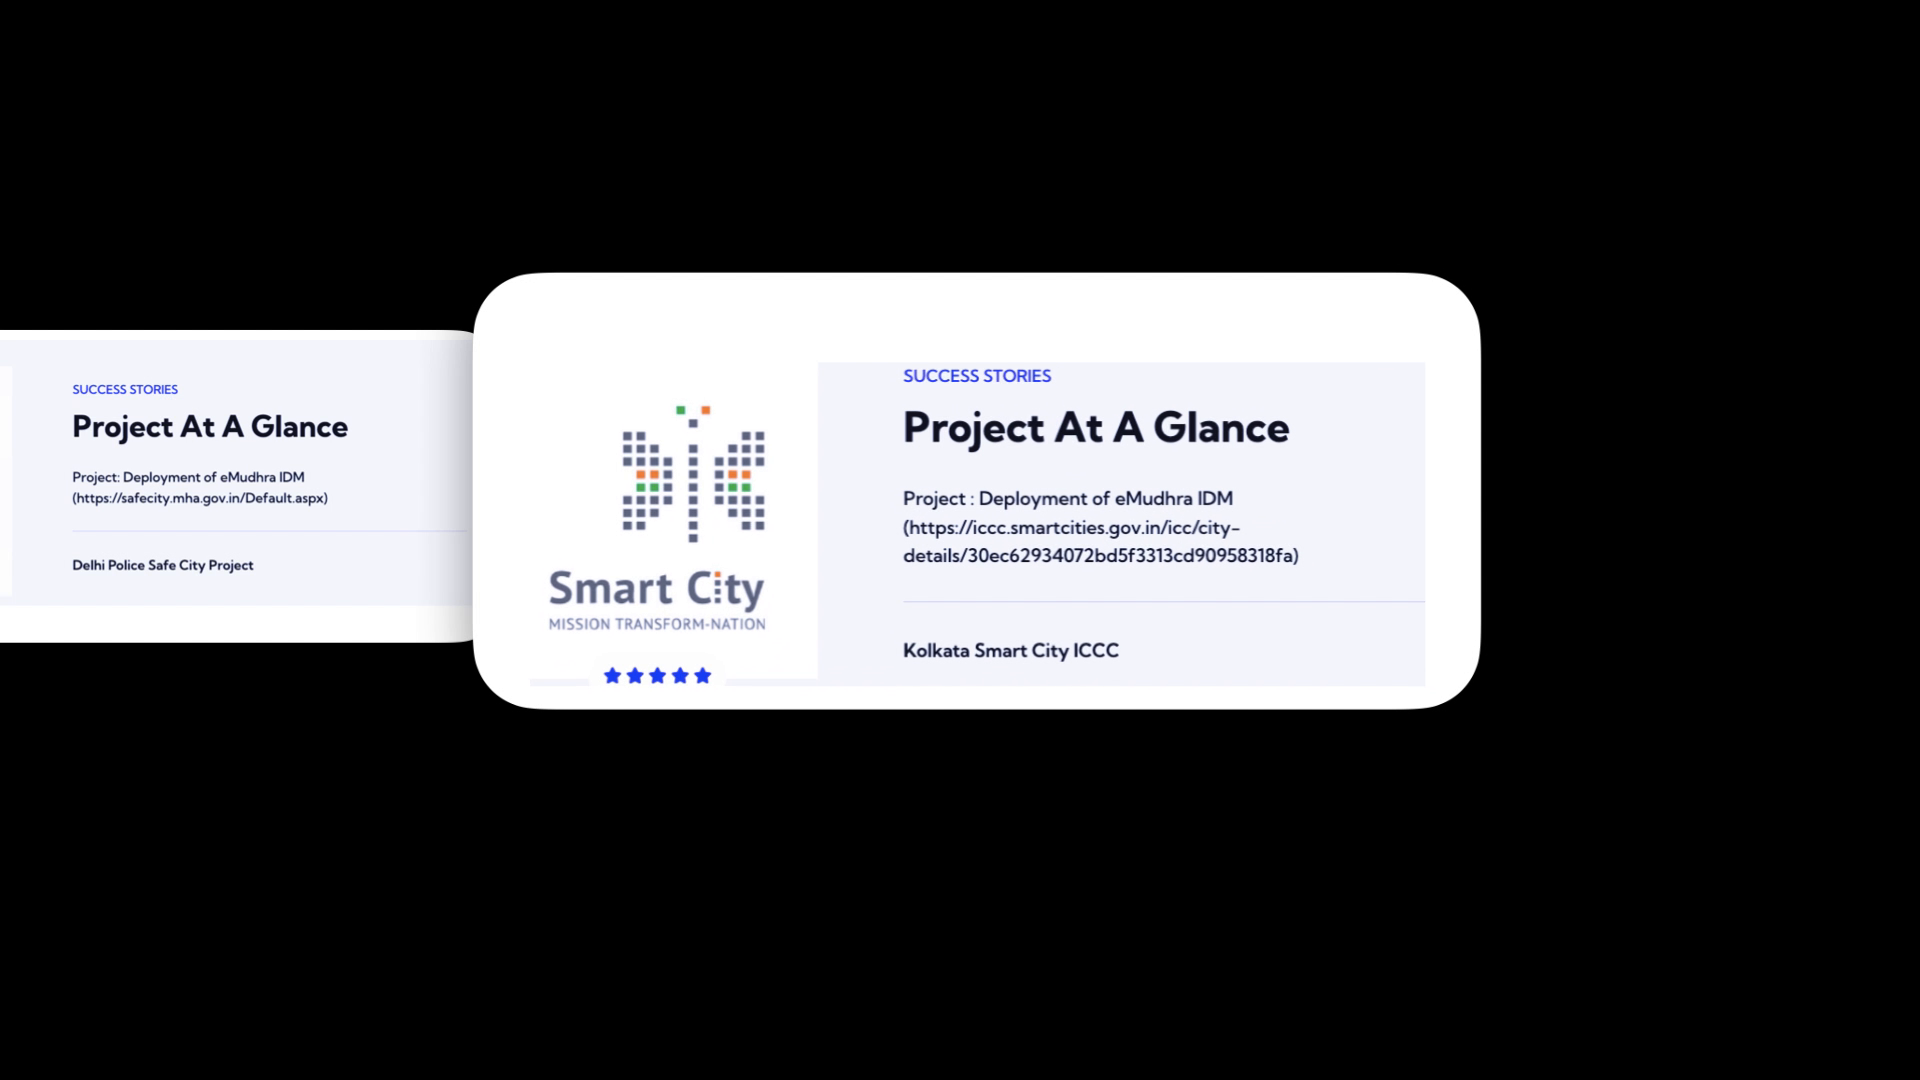 SUCCESS STORIES
Project At A Glance
Project: Deployment of eMudhra IDM
(https://safecity.mha.gov.in/Default.aspx)
Delhi Police Safe City Project
Smart City
MISSION TRANSFORM-NATION
SUCCESS STORIES
Project At A Glance
Project : Deployment of eMudhra IDM
(https://iccc.smartcities.gov.in/icc/city-
details/30ec62934072bd5f3313cd90958318fa)
Kolkata Smart City ICCC